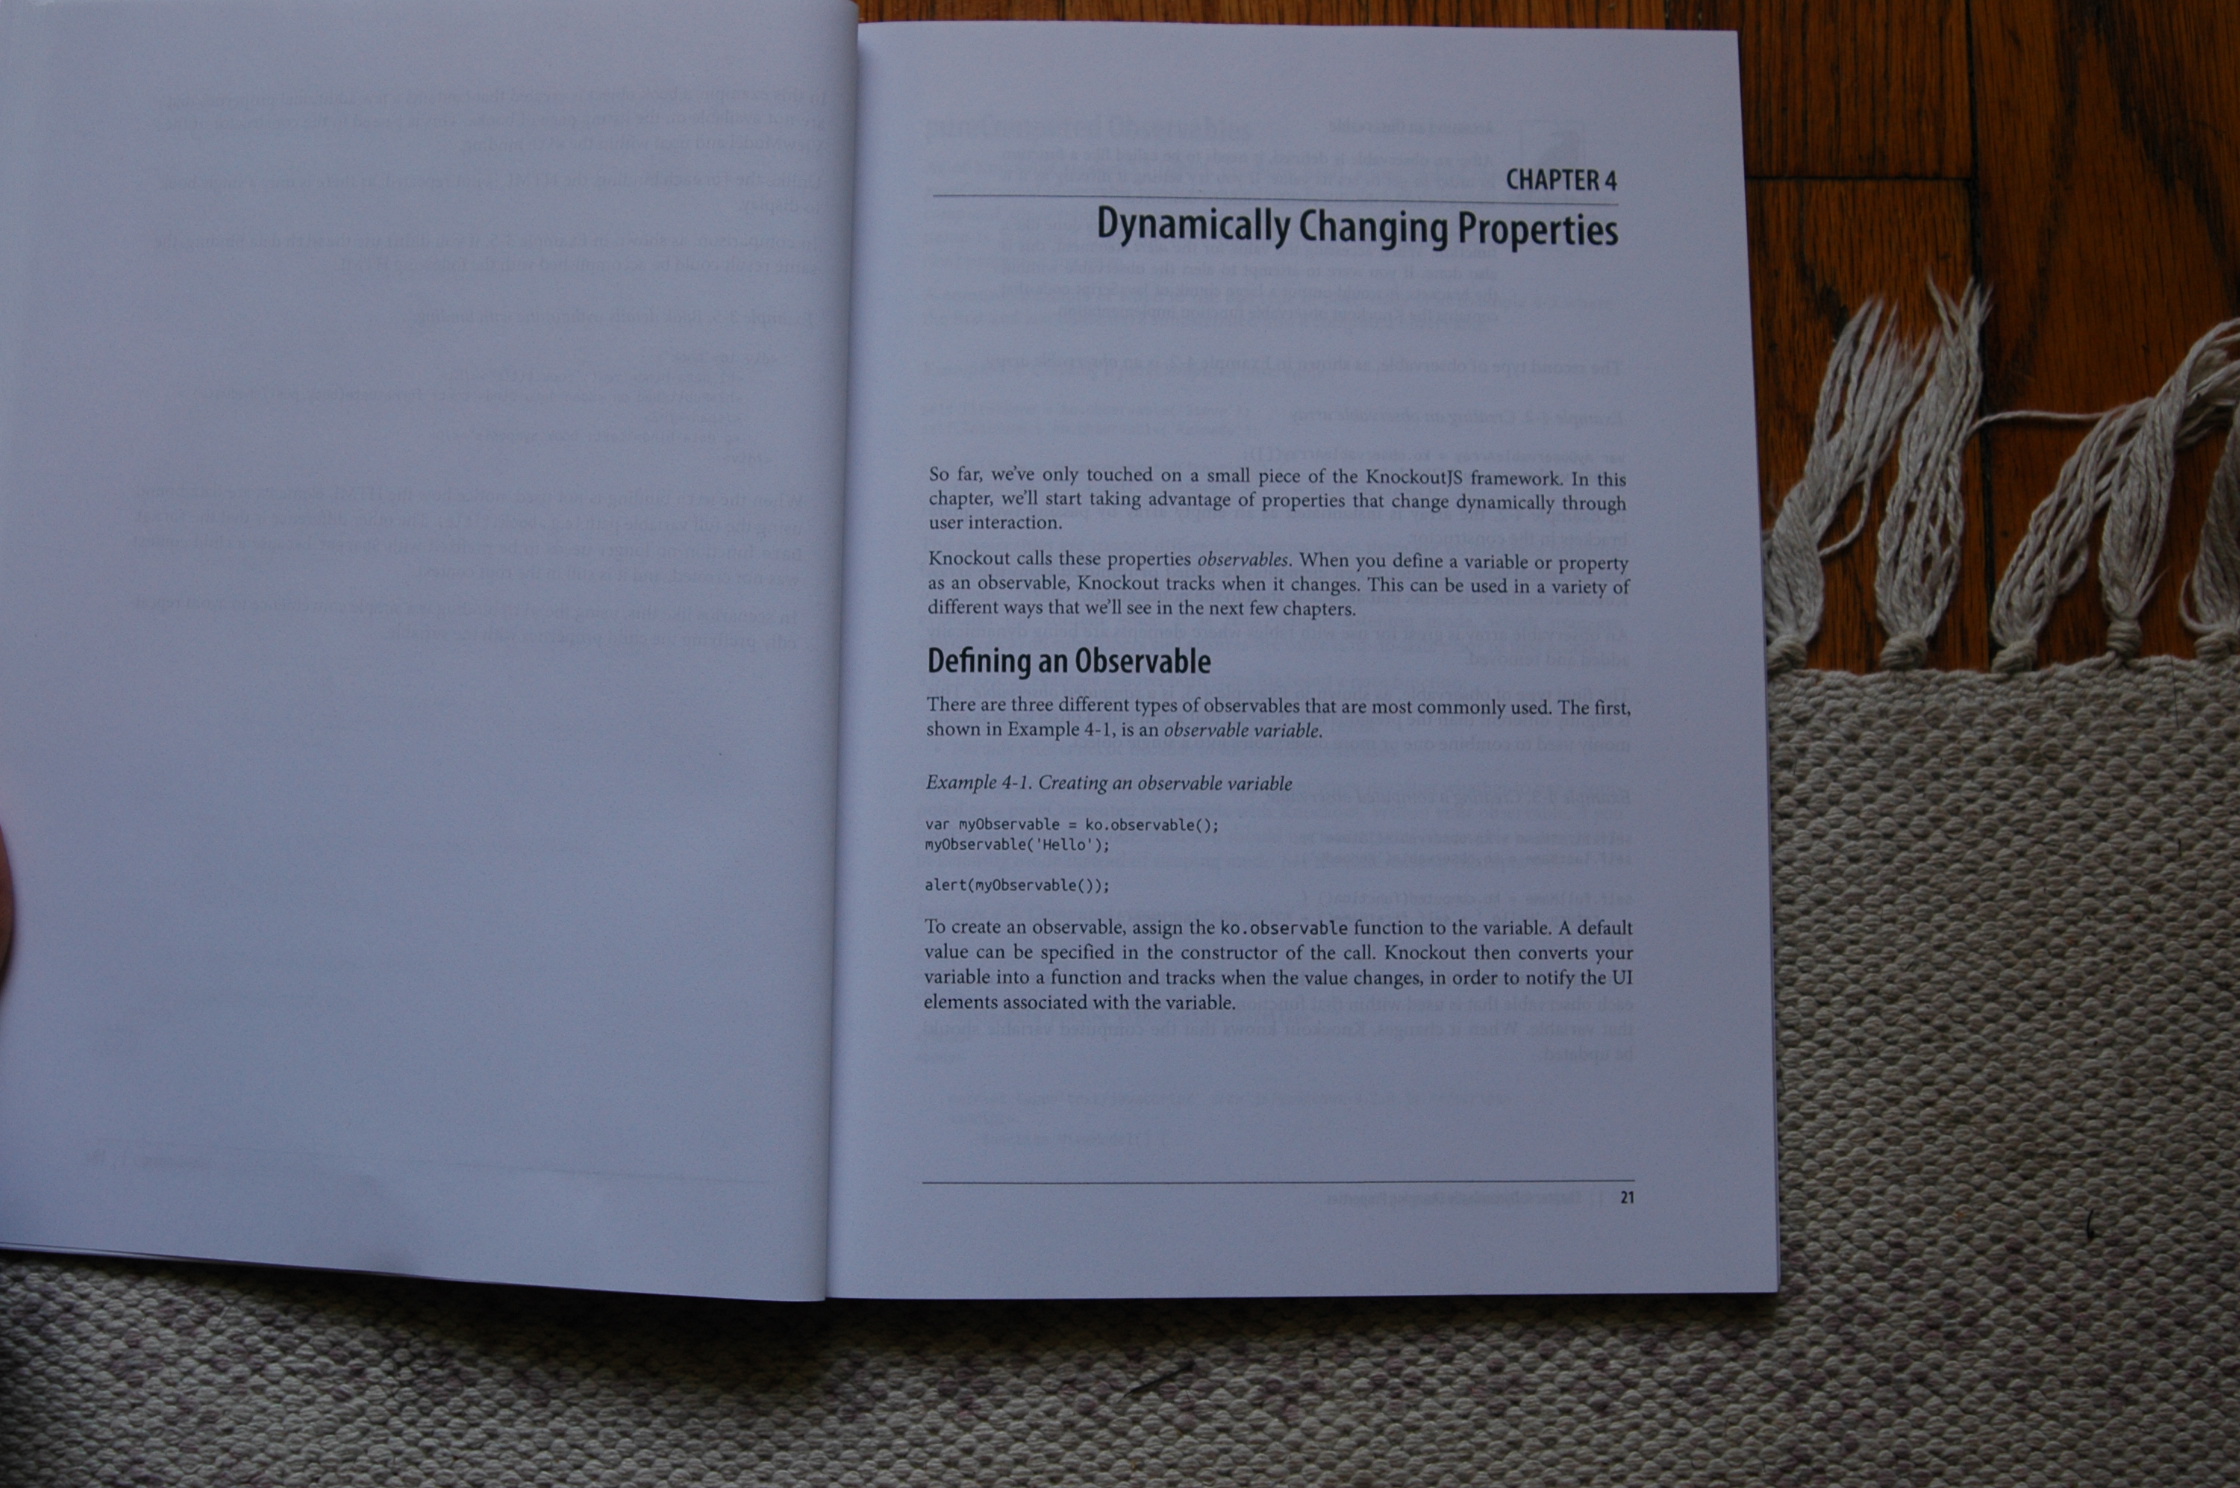 CHAPTER 4
Dynamically Changing Properties
So far, we've only touched on a small piece of the KnockoutJS framework. In this
chapter, we'll start taking advantage of properties that change dynamically through
user interaction.
Knockout calls these properties observables. When you define a variable or property
as an observable, Knockout tracks when it changes. This can be used in a variety of
different ways that we'll see in the next few chapters.
Defining an Observable
There are three different types of observables that are most commonly used. The first,
shown in Example 4-1, is an observable variable.
Example 4-1. Creating an observable variable
var myObservable = ko.observable();
myObservable('Hello');
alert(myObservable());
To create an observable, assign the ko.observable function to the variable. A default
value can be specified in the constructor of the call. Knockout then converts your
variable into a function and tracks when the value changes, in order to notify the UI
elements associated with the variable.
21